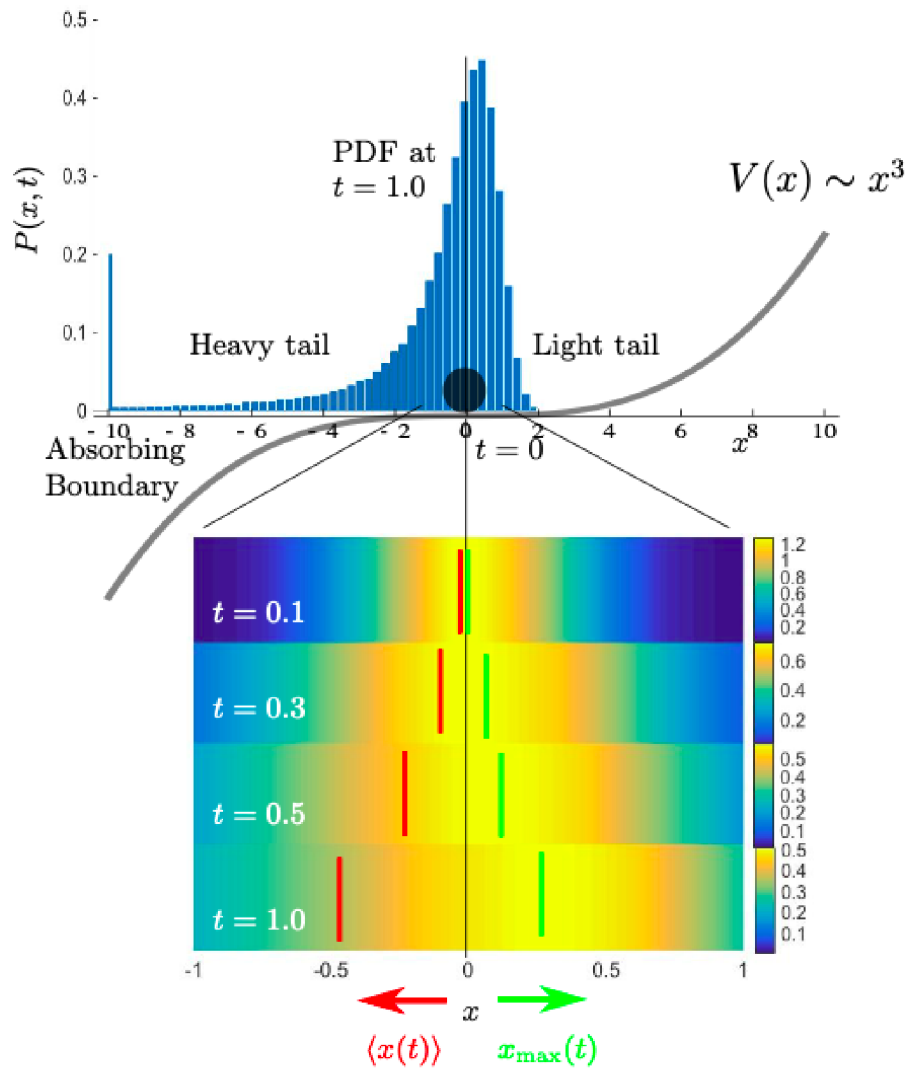 0.5
0.4
0.3
0.2
0.1
0
P(x, t)
PDF at
t = 1.0
V(x) ∼ x³
Heavy tail
Light tail
- 10 - 8 - 6 - 4 - 2 0 2 4 6 8 10
x
t = 0
Absorbing
Boundary
t = 0.1
1.2
1
0.8
0.6
0.4
0.2
t = 0.3
0.6
0.4
0.2
t = 0.5
0.5
0.4
0.3
0.2
0.1
t = 1.0
0.5
0.4
0.3
0.2
0.1
-1 -0.5 0 0.5 1
x
⟨x(t)⟩ xmax(t)